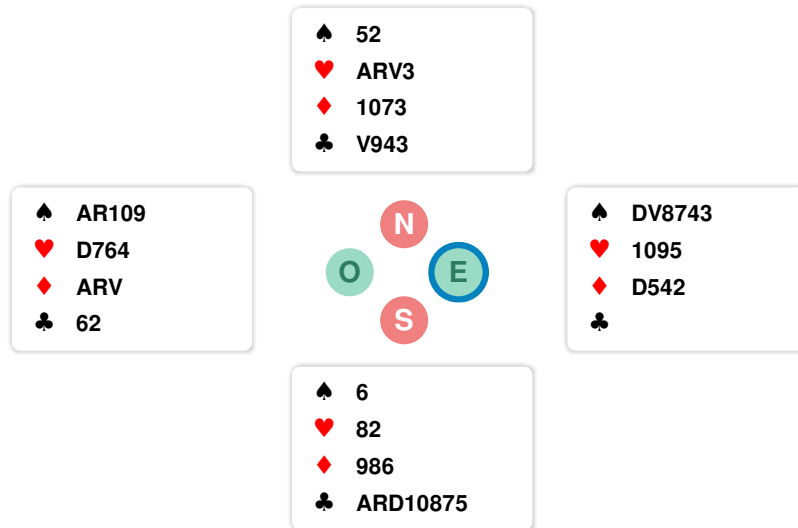 ♠ 52
♥ ARV3
♦ 1073
♣ V943
♠ AR109
♥ D764
♦ ARV
♣ 62
N
O E
S
♠ DV8743
♥ 1095
♦ D542
♣
♠ 6
♥ 82
♦ 986
♣ ARD10875